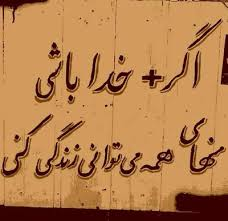 اگر + خدا باشی
منهای همه می توانی زندگی کنی